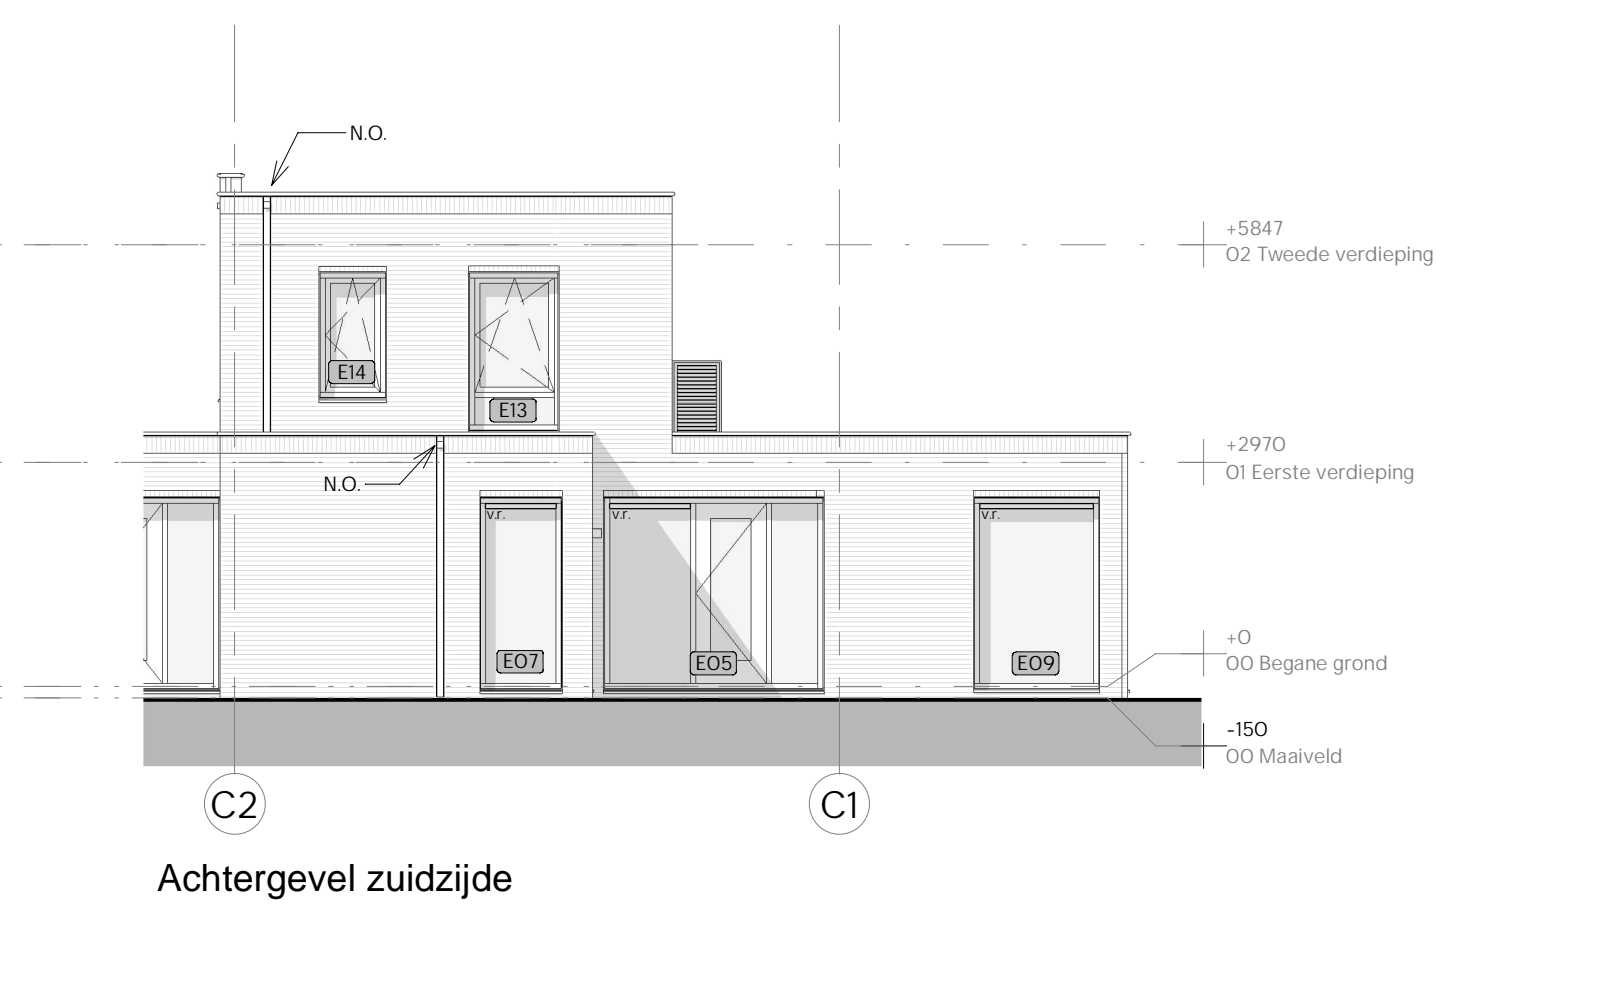 N.O.
+5847
02 Tweede verdieping
E14
E13
+2970
01 Eerste verdieping
N.O.
v.r.
v.r.
v.r.
+0
00 Begane grond
E07
E05
E09
-150
00 Maaiveld
C2
C1
Achtergevel zuidzijde